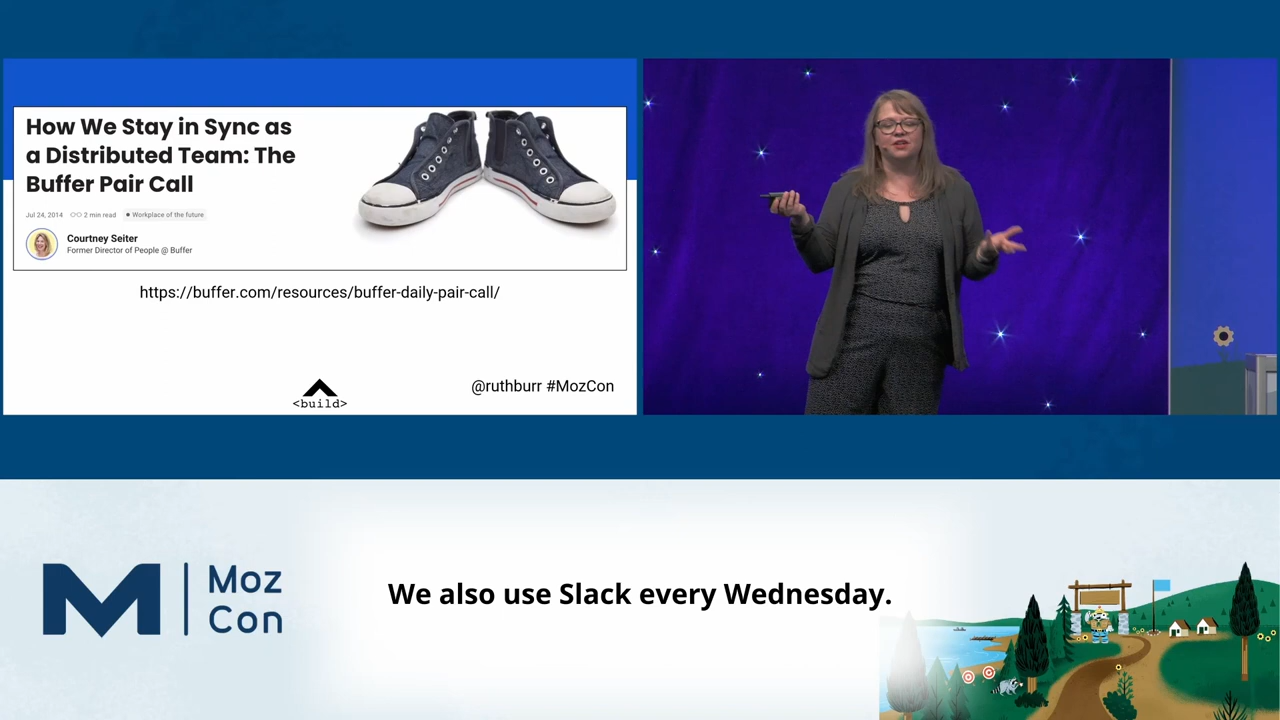 How We Stay in Sync as
a Distributed Team: The
Buffer Pair Call
Jul 24, 2014 2 min read Workplace of the future
Courtney Seiter
Former Director of People @ Buffer
https://buffer.com/resources/buffer-daily-pair-call/
<build>
@ruthburr #MozCon
M Moz
Con
We also use Slack every Wednesday.